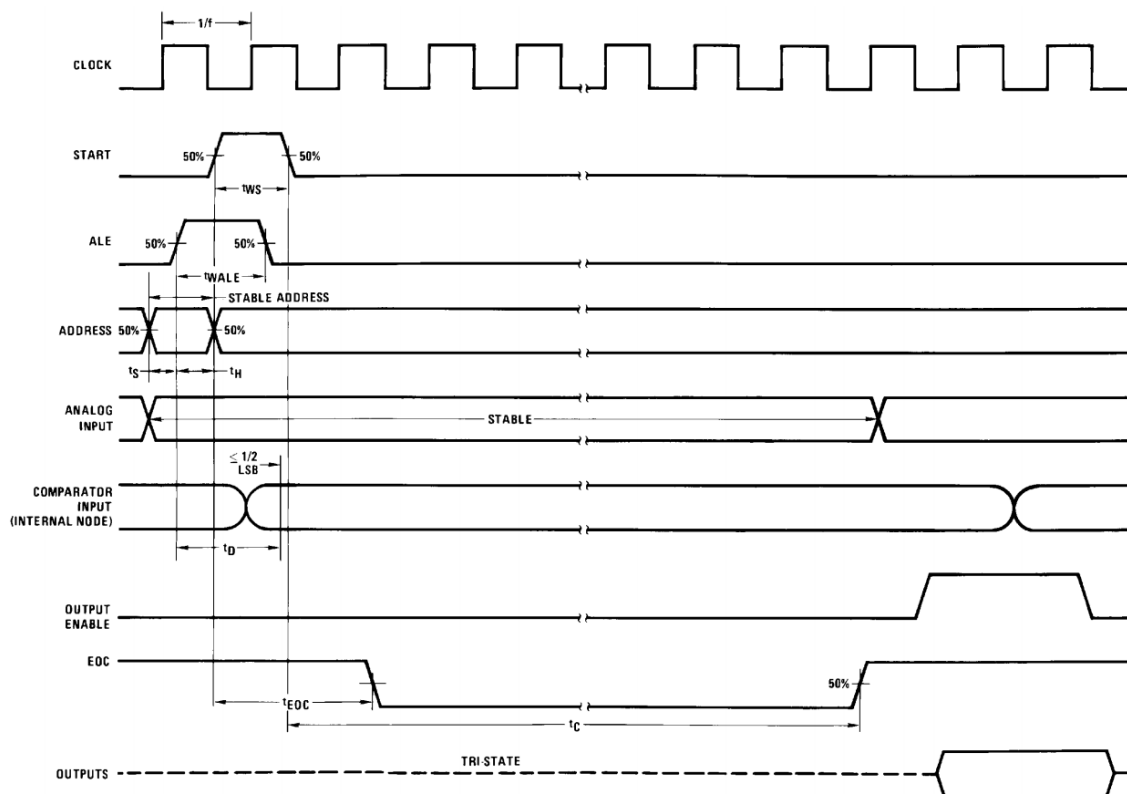 1/f
CLOCK
START
50%
50%
tWS
ALE
50%
50%
tWALE
STABLE ADDRESS
ADDRESS
50%
50%
tS
tH
ANALOG
INPUT
STABLE
≤ 1/2
LSB
COMPARATOR
INPUT
(INTERNAL NODE)
tD
OUTPUT
ENABLE
EOC
50%
tEOC
tC
TRI-STATE
OUTPUTS